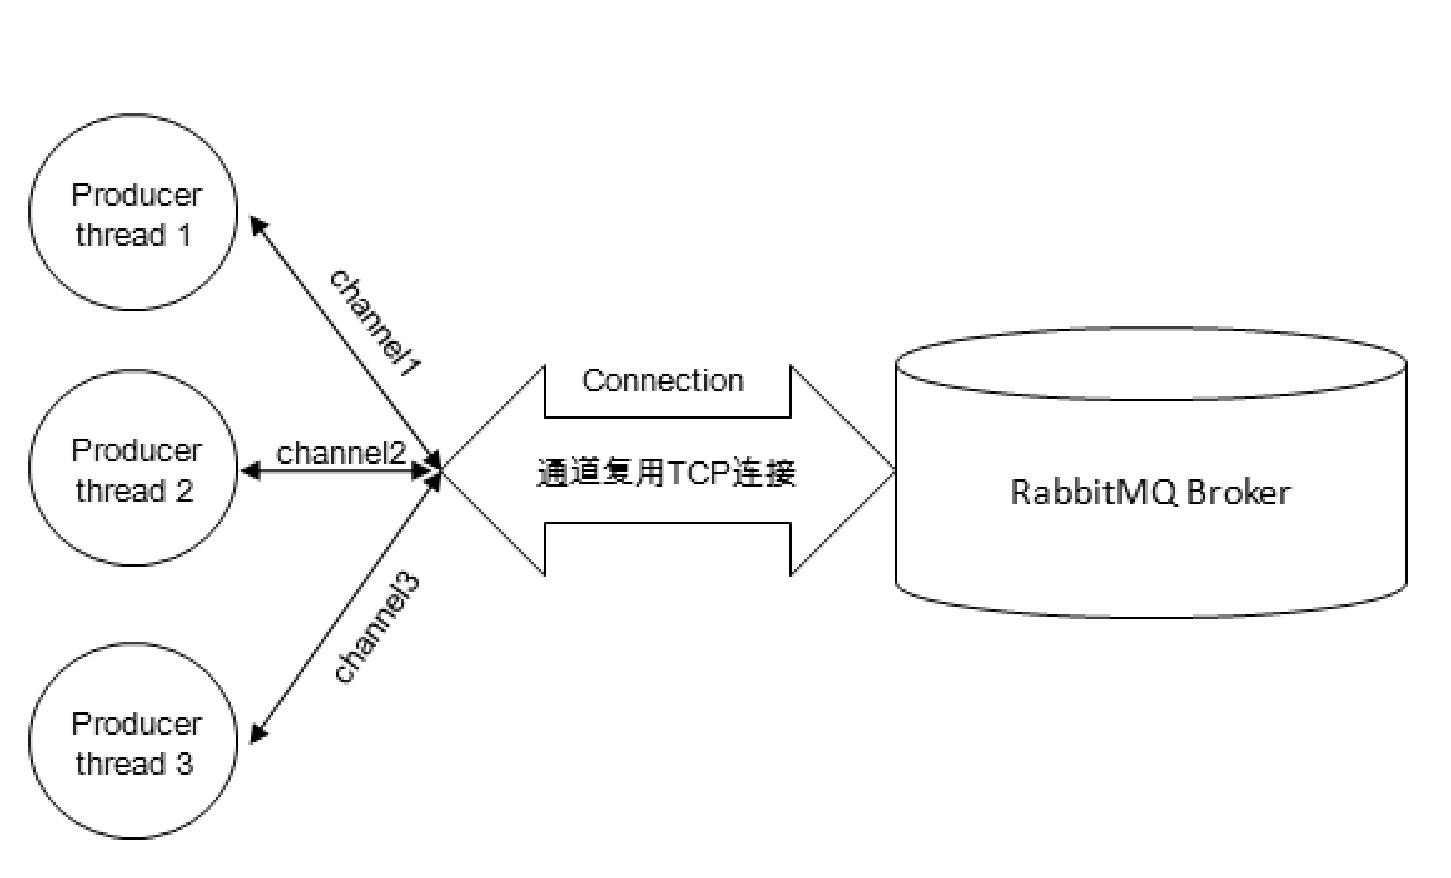 Producer
thread 1
channel1
Producer
thread 2
channel2
Connection
通道复用TCP连接
RabbitMQ Broker
channel3
Producer
thread 3